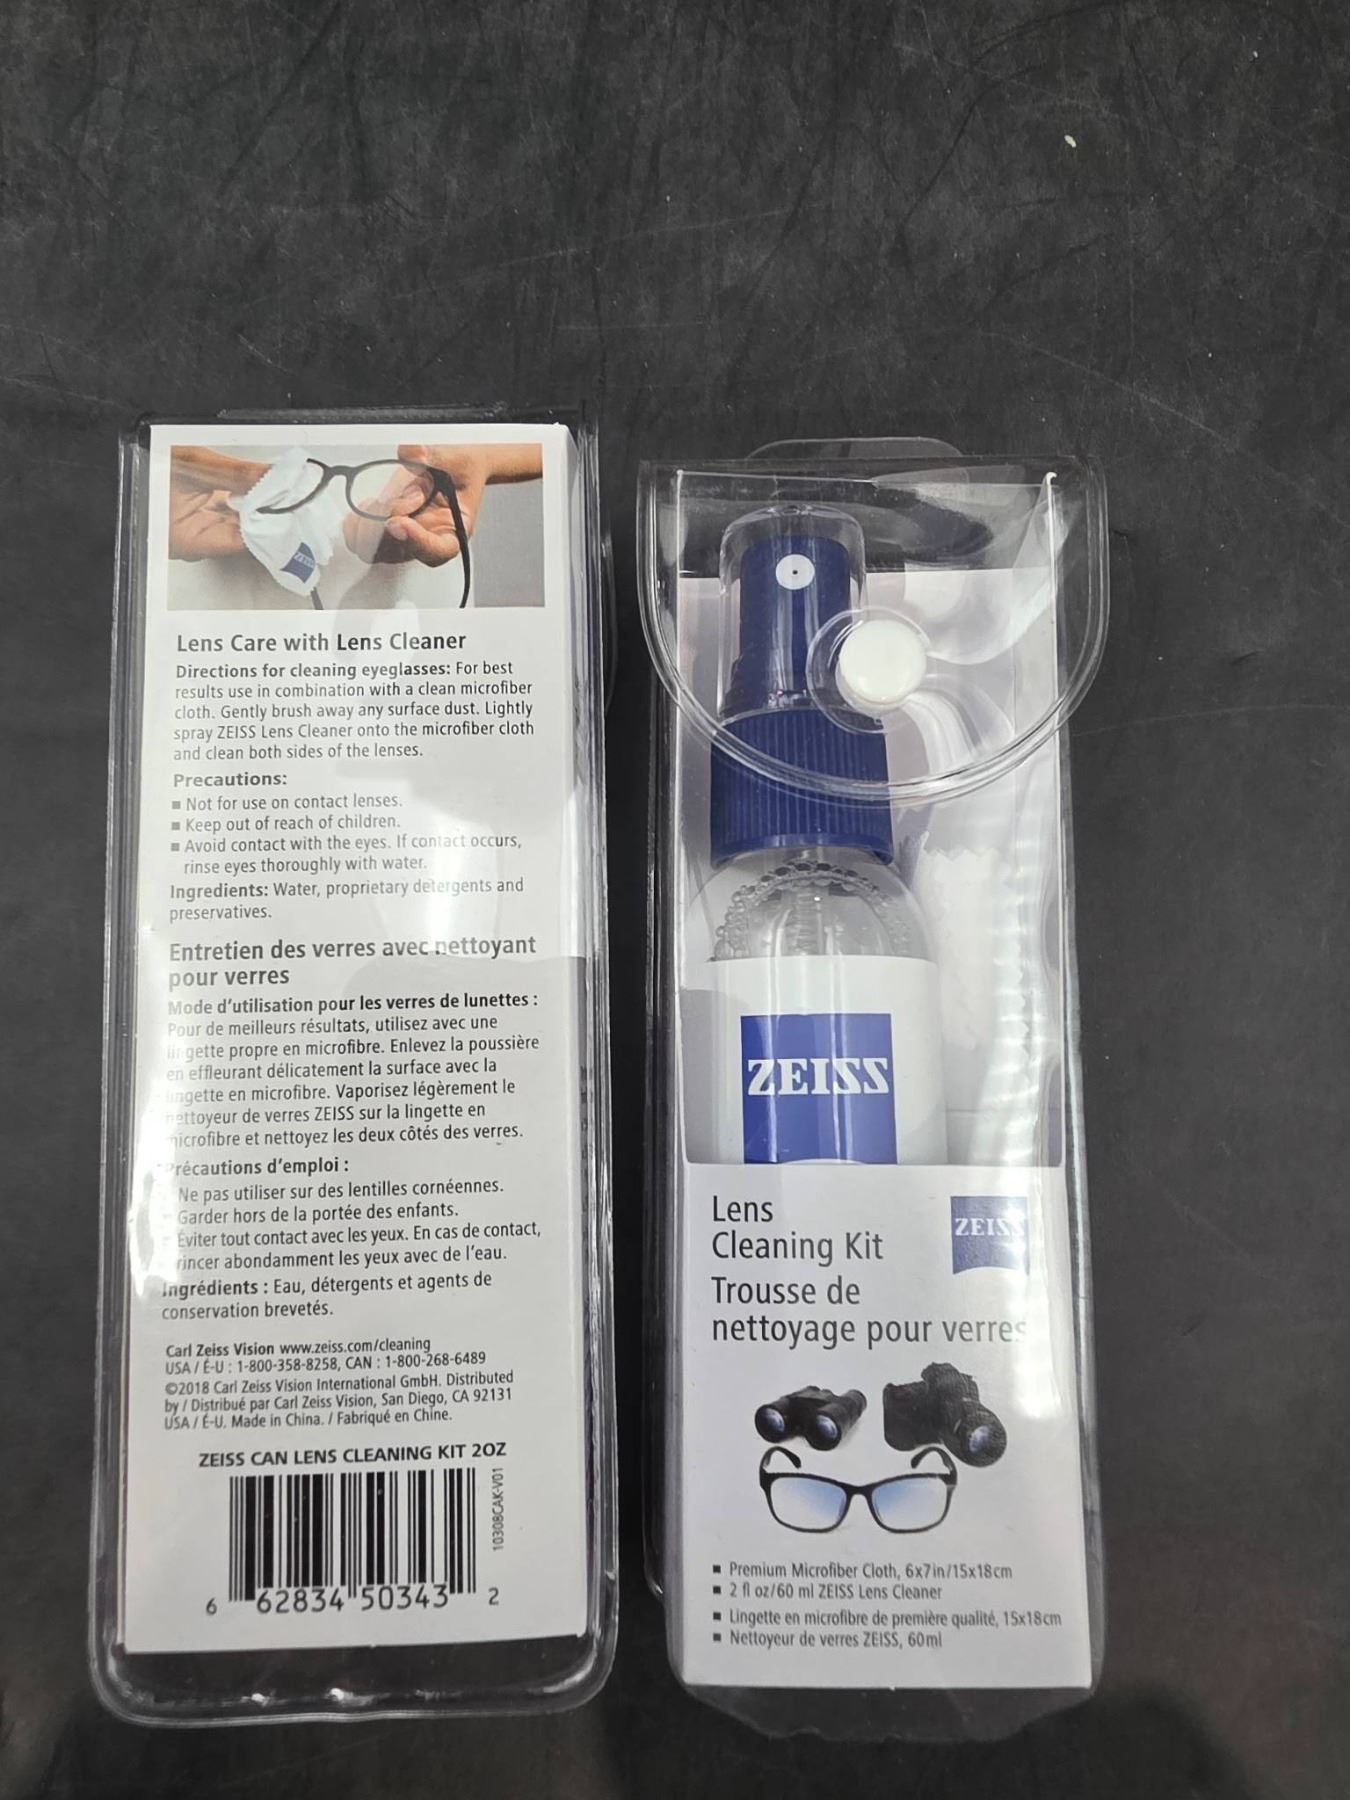 ZEISS
Lens Care with Lens Cleaner
Directions for cleaning eyeglasses: For best
results use in combination with a clean microfiber
cloth. Gently brush away any surface dust. Lightly
spray ZEISS Lens Cleaner onto the microfiber cloth
and clean both sides of the lenses.
Precautions:
■ Not for use on contact lenses.
■ Keep out of reach of children.
■ Avoid contact with the eyes. If contact occurs,
rinse eyes thoroughly with water.
Ingredients: Water, proprietary detergents and
preservatives.
Entretien des verres avec nettoyant
pour verres
Mode d'utilisation pour les verres de lunettes :
Pour de meilleurs résultats, utilisez avec une
lingette propre en microfibre. Enlevez la poussière
en effleurant délicatement la surface avec la
lingette en microfibre. Vaporisez légèrement le
nettoyeur de verres ZEISS sur la lingette en
microfibre et nettoyez les deux côtés des verres.
Précautions d'emploi :
Ne pas utiliser sur des lentilles cornéennes.
Garder hors de la portée des enfants.
Éviter tout contact avec les yeux. En cas de contact,
rincer abondamment les yeux avec de l'eau.
Ingrédients : Eau, détergents et agents de
conservation brevetés.
Carl Zeiss Vision www.zeiss.com/cleaning
USA / É-U : 1-800-358-8258, CAN : 1-800-268-6489
©2018 Carl Zeiss Vision International GmbH. Distributed
by / Distribué par Carl Zeiss Vision, San Diego, CA 92131
USA / É-U. Made in China. / Fabriqué en Chine.
ZEISS CAN LENS CLEANING KIT 2OZ
10308CAK-V01
6 62834 50343 2
ZEISS
Lens
Cleaning Kit
ZEISS
Trousse de
nettoyage pour verres
■ Premium Microfiber Cloth, 6x7in/15x18cm
■ 2 fl oz/60 ml ZEISS Lens Cleaner
■ Lingette en microfibre de première qualité, 15x18cm
■ Nettoyeur de verres ZEISS, 60ml